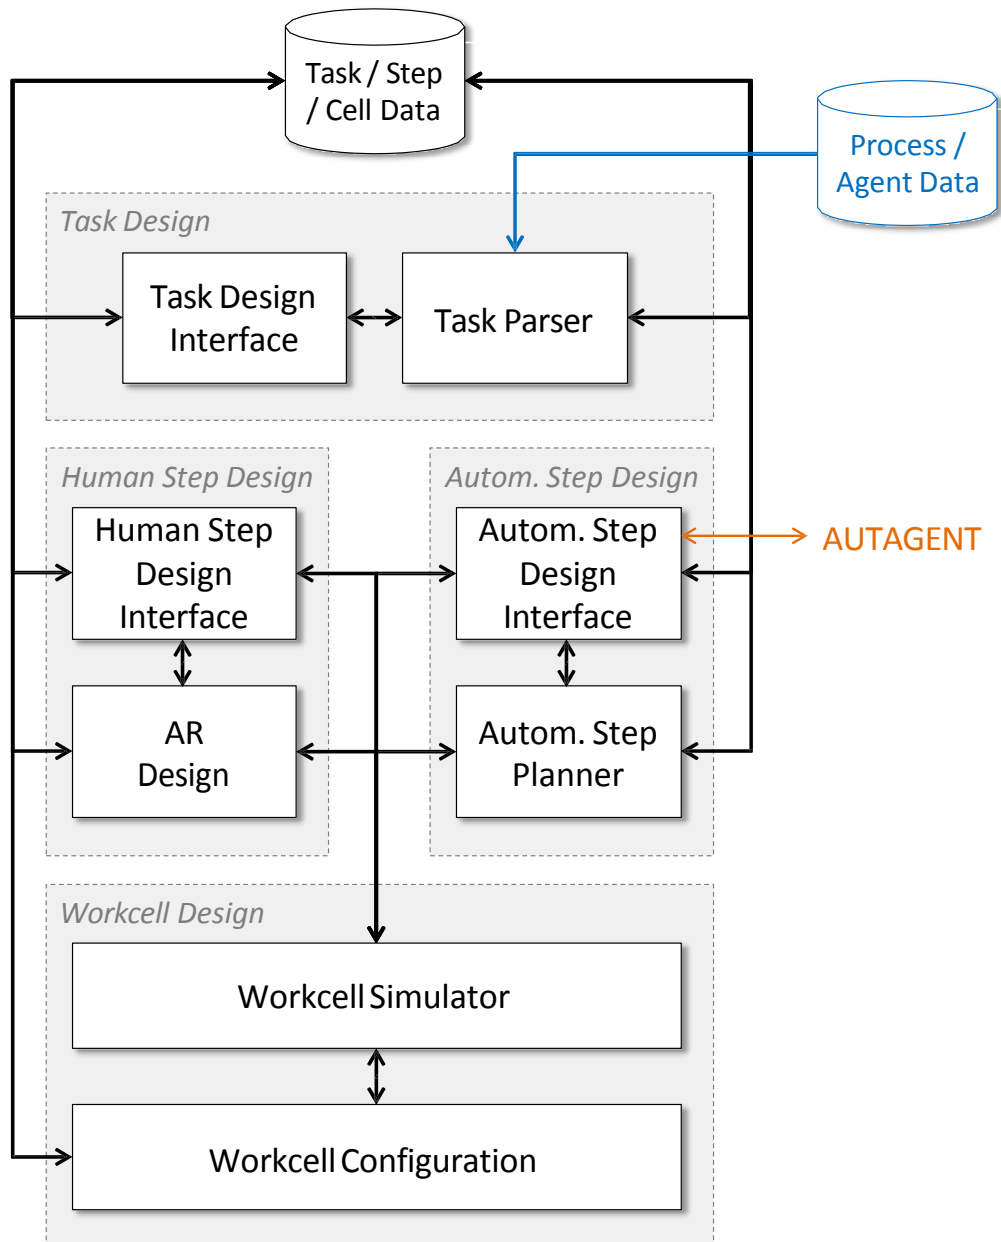 Task / Step
/ Cell Data
Process /
Agent Data
Task Design
Task Design
Interface
Task Parser
Human Step Design
Autom. Step Design
Human Step
Design
Interface
Autom. Step
Design
Interface
AUTAGENT
AR
Design
Autom. Step
Planner
Workcell Design
Workcell Simulator
Workcell Configuration